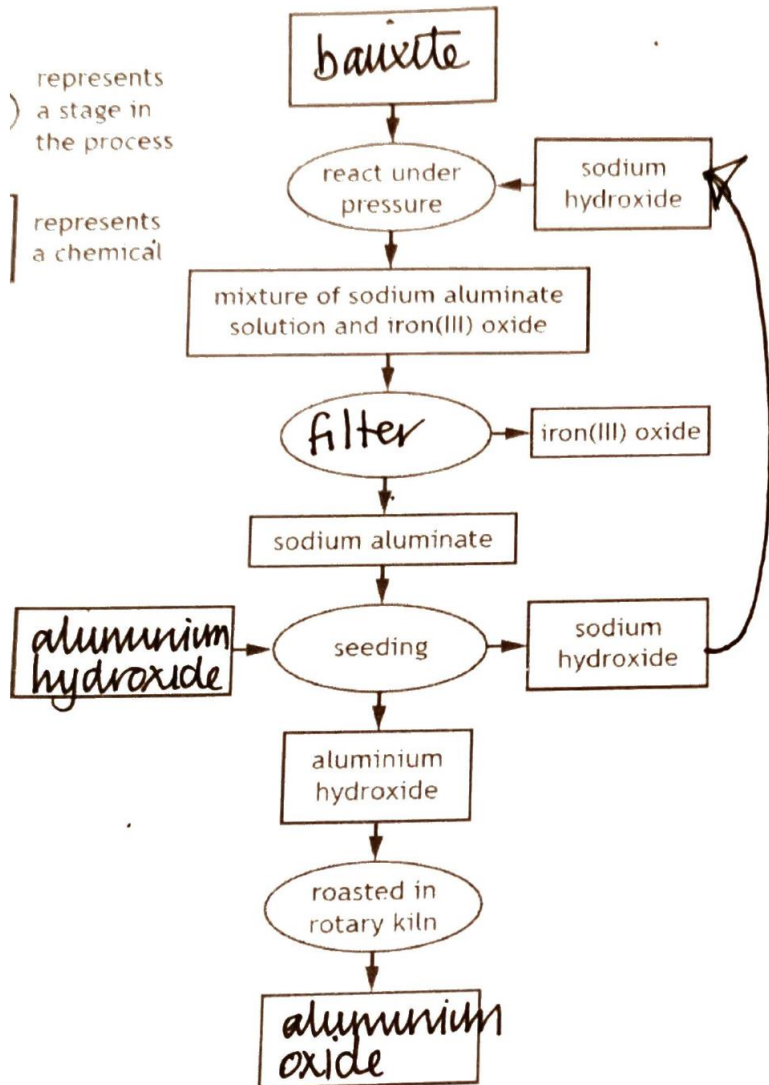 bauxite
represents
a stage in
the process
react under
pressure
sodium
hydroxide
represents
a chemical
mixture of sodium aluminate
solution and iron(III) oxide
filter
iron(III) oxide
sodium aluminate
aluminium
hydroxide
seeding
sodium
hydroxide
aluminium
hydroxide
roasted in
rotary kiln
aluminium
oxide